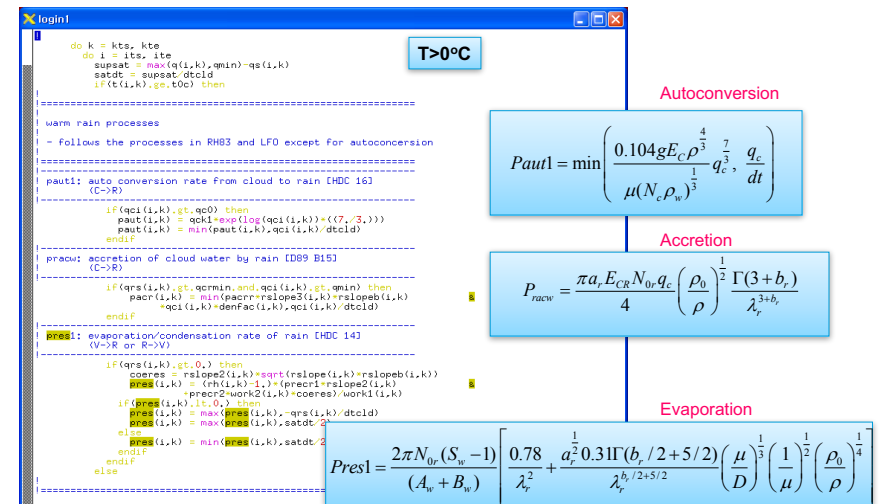 login1
do k = kts, kte
do i = its, ite
supsat = max(q(i,k),qmin)-qs(i,k)
satdt = supsat/dtcld
if(t(i,k).ge.t0c) then
!===============================================================
!
! warm rain processes
!
! - follows the processes in RH83 and LFO except for autoconcersion
!
!===============================================================
! paut1: auto conversion rate from cloud to rain [HDC 16]
! (C->R)
!---------------------------------------------------------------
if(qci(i,k).gt.qc0) then
paut(i,k) = qck1*exp(log(qci(i,k))*((7./3.)))
paut(i,k) = min(paut(i,k),qci(i,k)/dtcld)
endif
!---------------------------------------------------------------
! pracw: accretion of cloud water by rain [D89 B15]
! (C->R)
!---------------------------------------------------------------
if(qrs(i,k).gt.qcrmin.and.qci(i,k).gt.qmin) then
pacr(i,k) = min(pacrr*rslope3(i,k)*rslopeb(i,k) &
*qci(i,k)*denfac(i,k),qci(i,k)/dtcld)
endif
!---------------------------------------------------------------
! pres1: evaporation/condensation rate of rain [HDC 14]
! (V->R or R->V)
!---------------------------------------------------------------
if(qrs(i,k).gt.0.) then
coeres = rslope2(i,k)*sqrt(rslope(i,k)*rslopeb(i,k))
pres(i,k) = (rh(i,k)-1.)*(precr1*rslope2(i,k) &
+precr2*work2(i,k)*coeres)/work1(i,k)
if(pres(i,k).lt.0.) then
pres(i,k) = max(pres(i,k),-qrs(i,k)/dtcld)
pres(i,k) = max(pres(i,k),satdt/2
else
pres(i,k) = min(pres(i,k),satdt/2
endif
endif
else
!===============================================================
T>0°C
Autoconversion
Paut1 = min( 0.104gE_C ρ^{4/3} / μ(N_c ρ_w)^{1/3} q_c^{7/3}, q_c / dt )
Accretion
P_{racw} = π a_r E_{CR} N_{0r} q_c / 4 (ρ_0 / ρ)^{1/2} Γ(3 + b_r) / λ_r^{3+b_r}
Evaporation
Pres1 = 2πN_{0r}(S_w − 1) / (A_w + B_w) [ 0.78 / λ_r^2 + a_r^{1/2} 0.31Γ(b_r / 2 + 5 / 2) / λ_r^{b_r/2+5/2} (μ / D)^{1/3} (1 / μ)^{1/2} (ρ_0 / ρ)^{1/4} ]